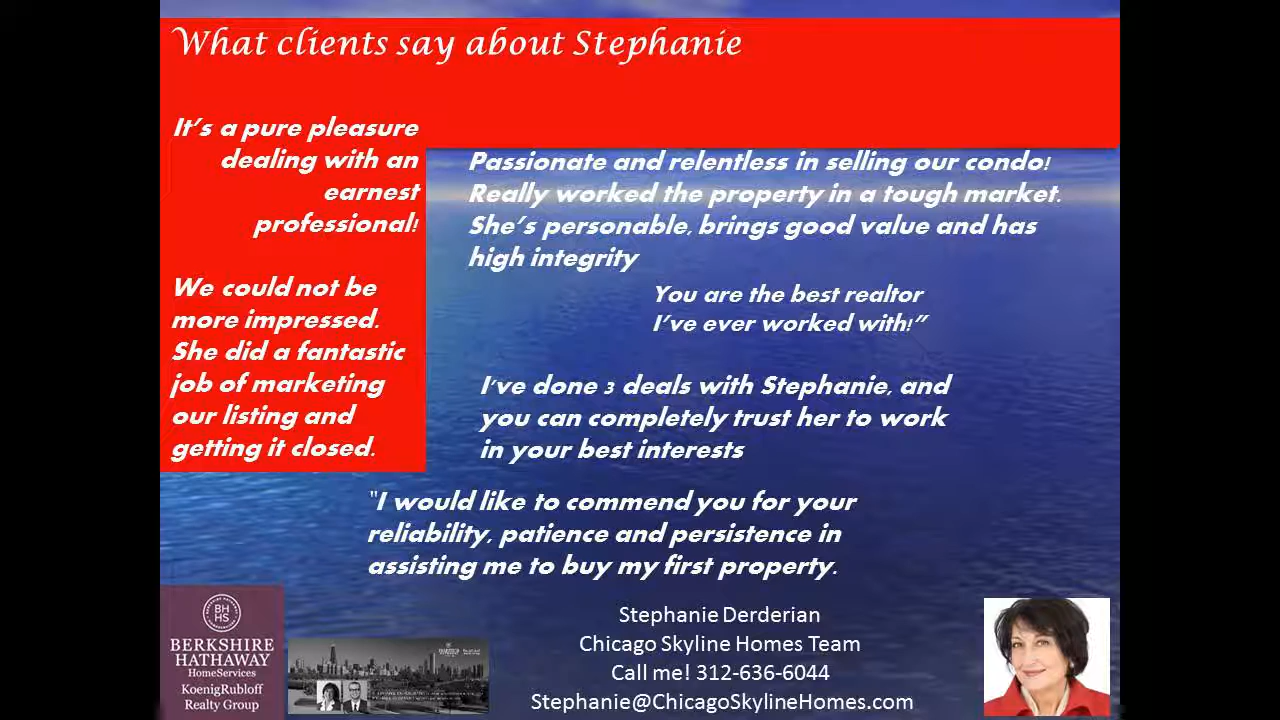 What clients say about Stephanie
It's a pure pleasure
dealing with an
earnest
professional!
We could not be
more impressed.
She did a fantastic
job of marketing
our listing and
getting it closed.
Passionate and relentless in selling our condo!
Really worked the property in a tough market.
She's personable, brings good value and has
high integrity
You are the best realtor
I've ever worked with!"
I've done 3 deals with Stephanie, and
you can completely trust her to work
in your best interests
"I would like to commend you for your
reliability, patience and persistence in
assisting me to buy my first property.
BH
HS
BERKSHIRE
HATHAWAY
HomeServices
KoenigRubloff
Realty Group
Stephanie Derderian
Chicago Skyline Homes Team
Call me! 312-636-6044
Stephanie@ChicagoSkylineHomes.com